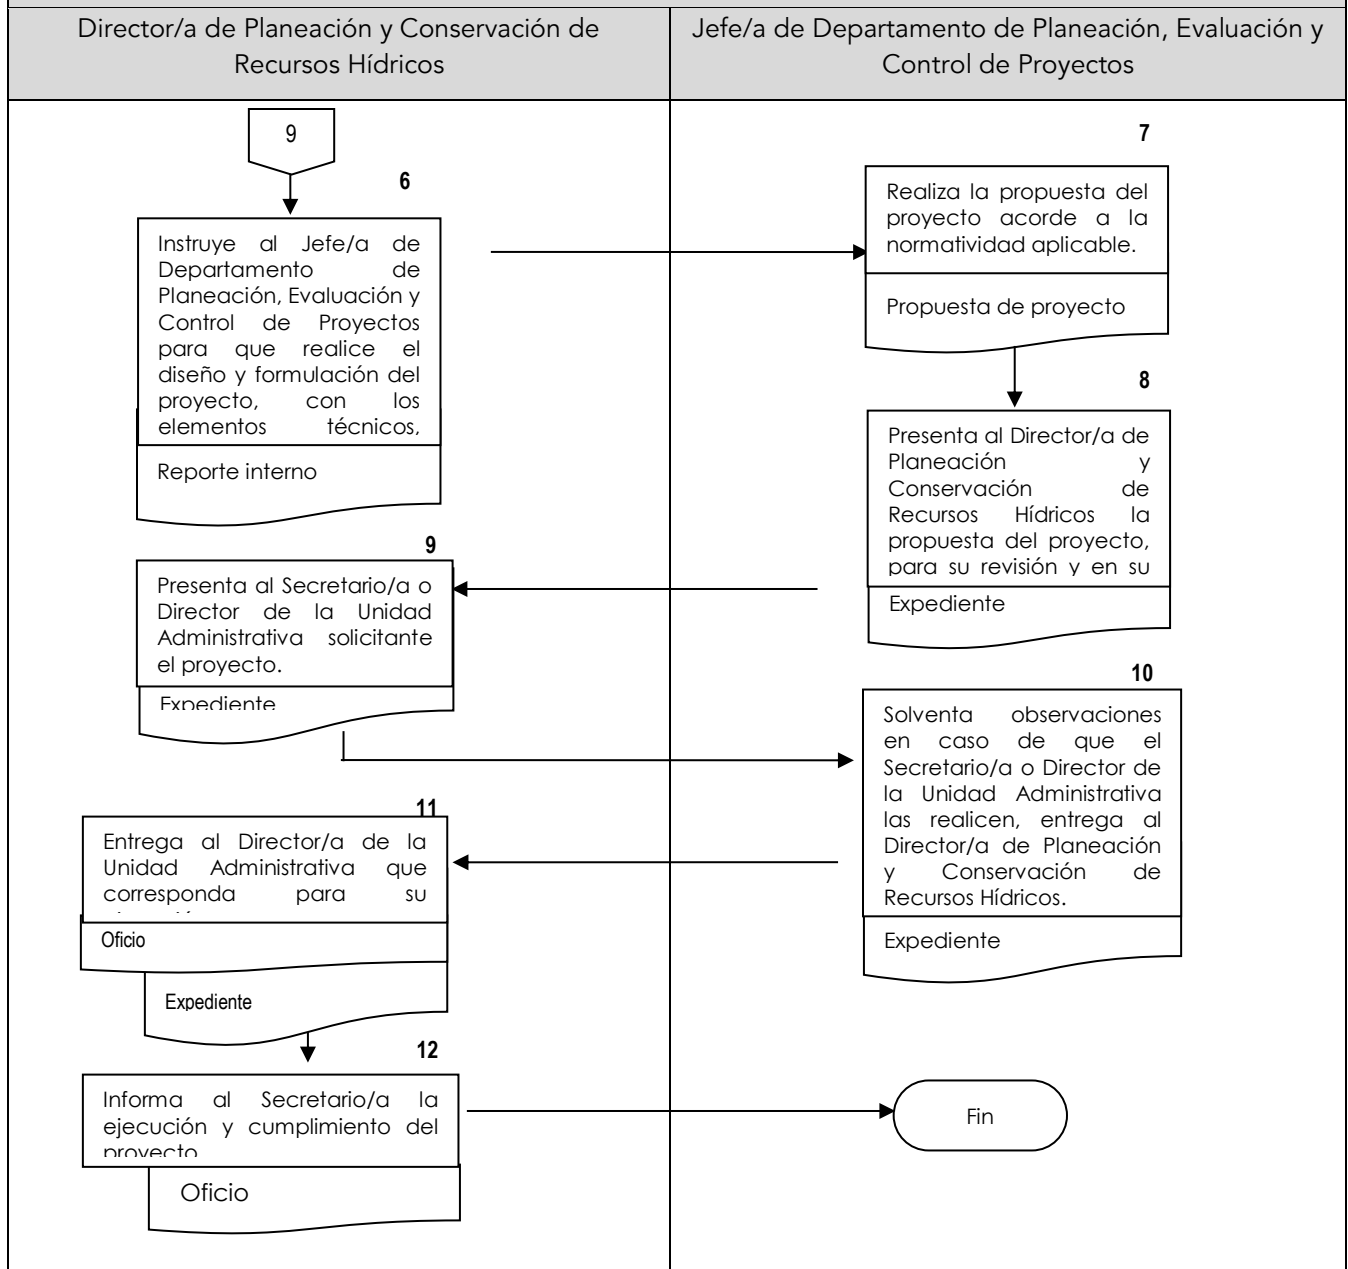 Director/a de Planeación y Conservación de
Recursos Hídricos
Jefe/a de Departamento de Planeación, Evaluación y
Control de Proyectos
9
6
Instruye al Jefe/a de
Departamento de
Planeación, Evaluación y
Control de Proyectos
para que realice el
diseño y formulación del
proyecto, con los
elementos técnicos,
Reporte interno
7
Realiza la propuesta del
proyecto acorde a la
normatividad aplicable.
Propuesta de proyecto
8
Presenta al Director/a de
Planeación y
Conservación de
Recursos Hídricos la
propuesta del proyecto,
para su revisión y en su
Expediente
9
Presenta al Secretario/a o
Director de la Unidad
Administrativa solicitante
el proyecto.
Expediente
10
Solventa observaciones
en caso de que el
Secretario/a o Director de
la Unidad Administrativa
las realicen, entrega al
Director/a de Planeación
y Conservación de
Recursos Hídricos.
Expediente
11
Entrega al Director/a de la
Unidad Administrativa que
corresponda para su
Oficio
Expediente
12
Informa al Secretario/a la
ejecución y cumplimiento del
proyecto
Oficio
Fin